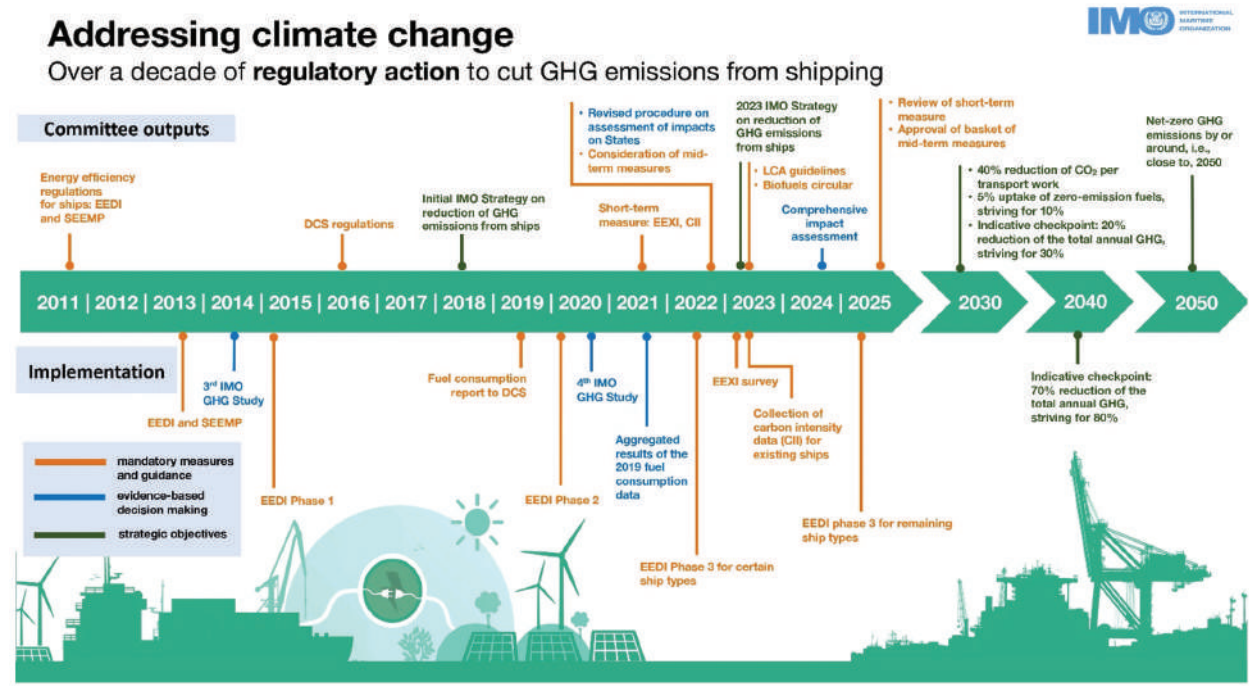 Addressing climate change
Over a decade of regulatory action to cut GHG emissions from shipping
IMO
INTERNATIONAL
MARITIME
ORGANIZATION
Committee outputs
Energy efficiency
regulations
for ships: EEDI
and SEEMP
DCS regulations
Initial IMO Strategy on
reduction of GHG
emissions from ships
• Revised procedure on
assessment of impacts
on States
• Consideration of mid-
term measures
Short-term
measure: EEXI, CII
2023 IMO Strategy
on reduction of
GHG emissions
from ships
• LCA guidelines
• Biofuels circular
Comprehensive
impact
assessment
• Review of short-term
measure
• Approval of basket of
mid-term measures
• 40% reduction of CO₂ per
transport work
• 5% uptake of zero-emission fuels,
striving for 10%
• Indicative checkpoint: 20%
reduction of the total annual GHG,
striving for 30%
Net-zero GHG
emissions by or
around, i.e.,
close to, 2050
2011 | 2012 | 2013 | 2014 | 2015 | 2016 | 2017 | 2018 | 2019 | 2020 | 2021 | 2022 | 2023 | 2024 | 2025
2030
2040
2050
Implementation
EEDI and SEEMP
3rd IMO
GHG Study
EEDI Phase 1
Fuel consumption
report to DCS
EEDI Phase 2
4th IMO
GHG Study
Aggregated
results of the
2019 fuel
consumption
data
EEDI Phase 3 for certain
ship types
EEXI survey
Collection of
carbon intensity
data (CII) for
existing ships
EEDI phase 3 for remaining
ship types
Indicative checkpoint:
70% reduction of the
total annual GHG,
striving for 80%
mandatory measures
and guidance
evidence-based
decision making
strategic objectives